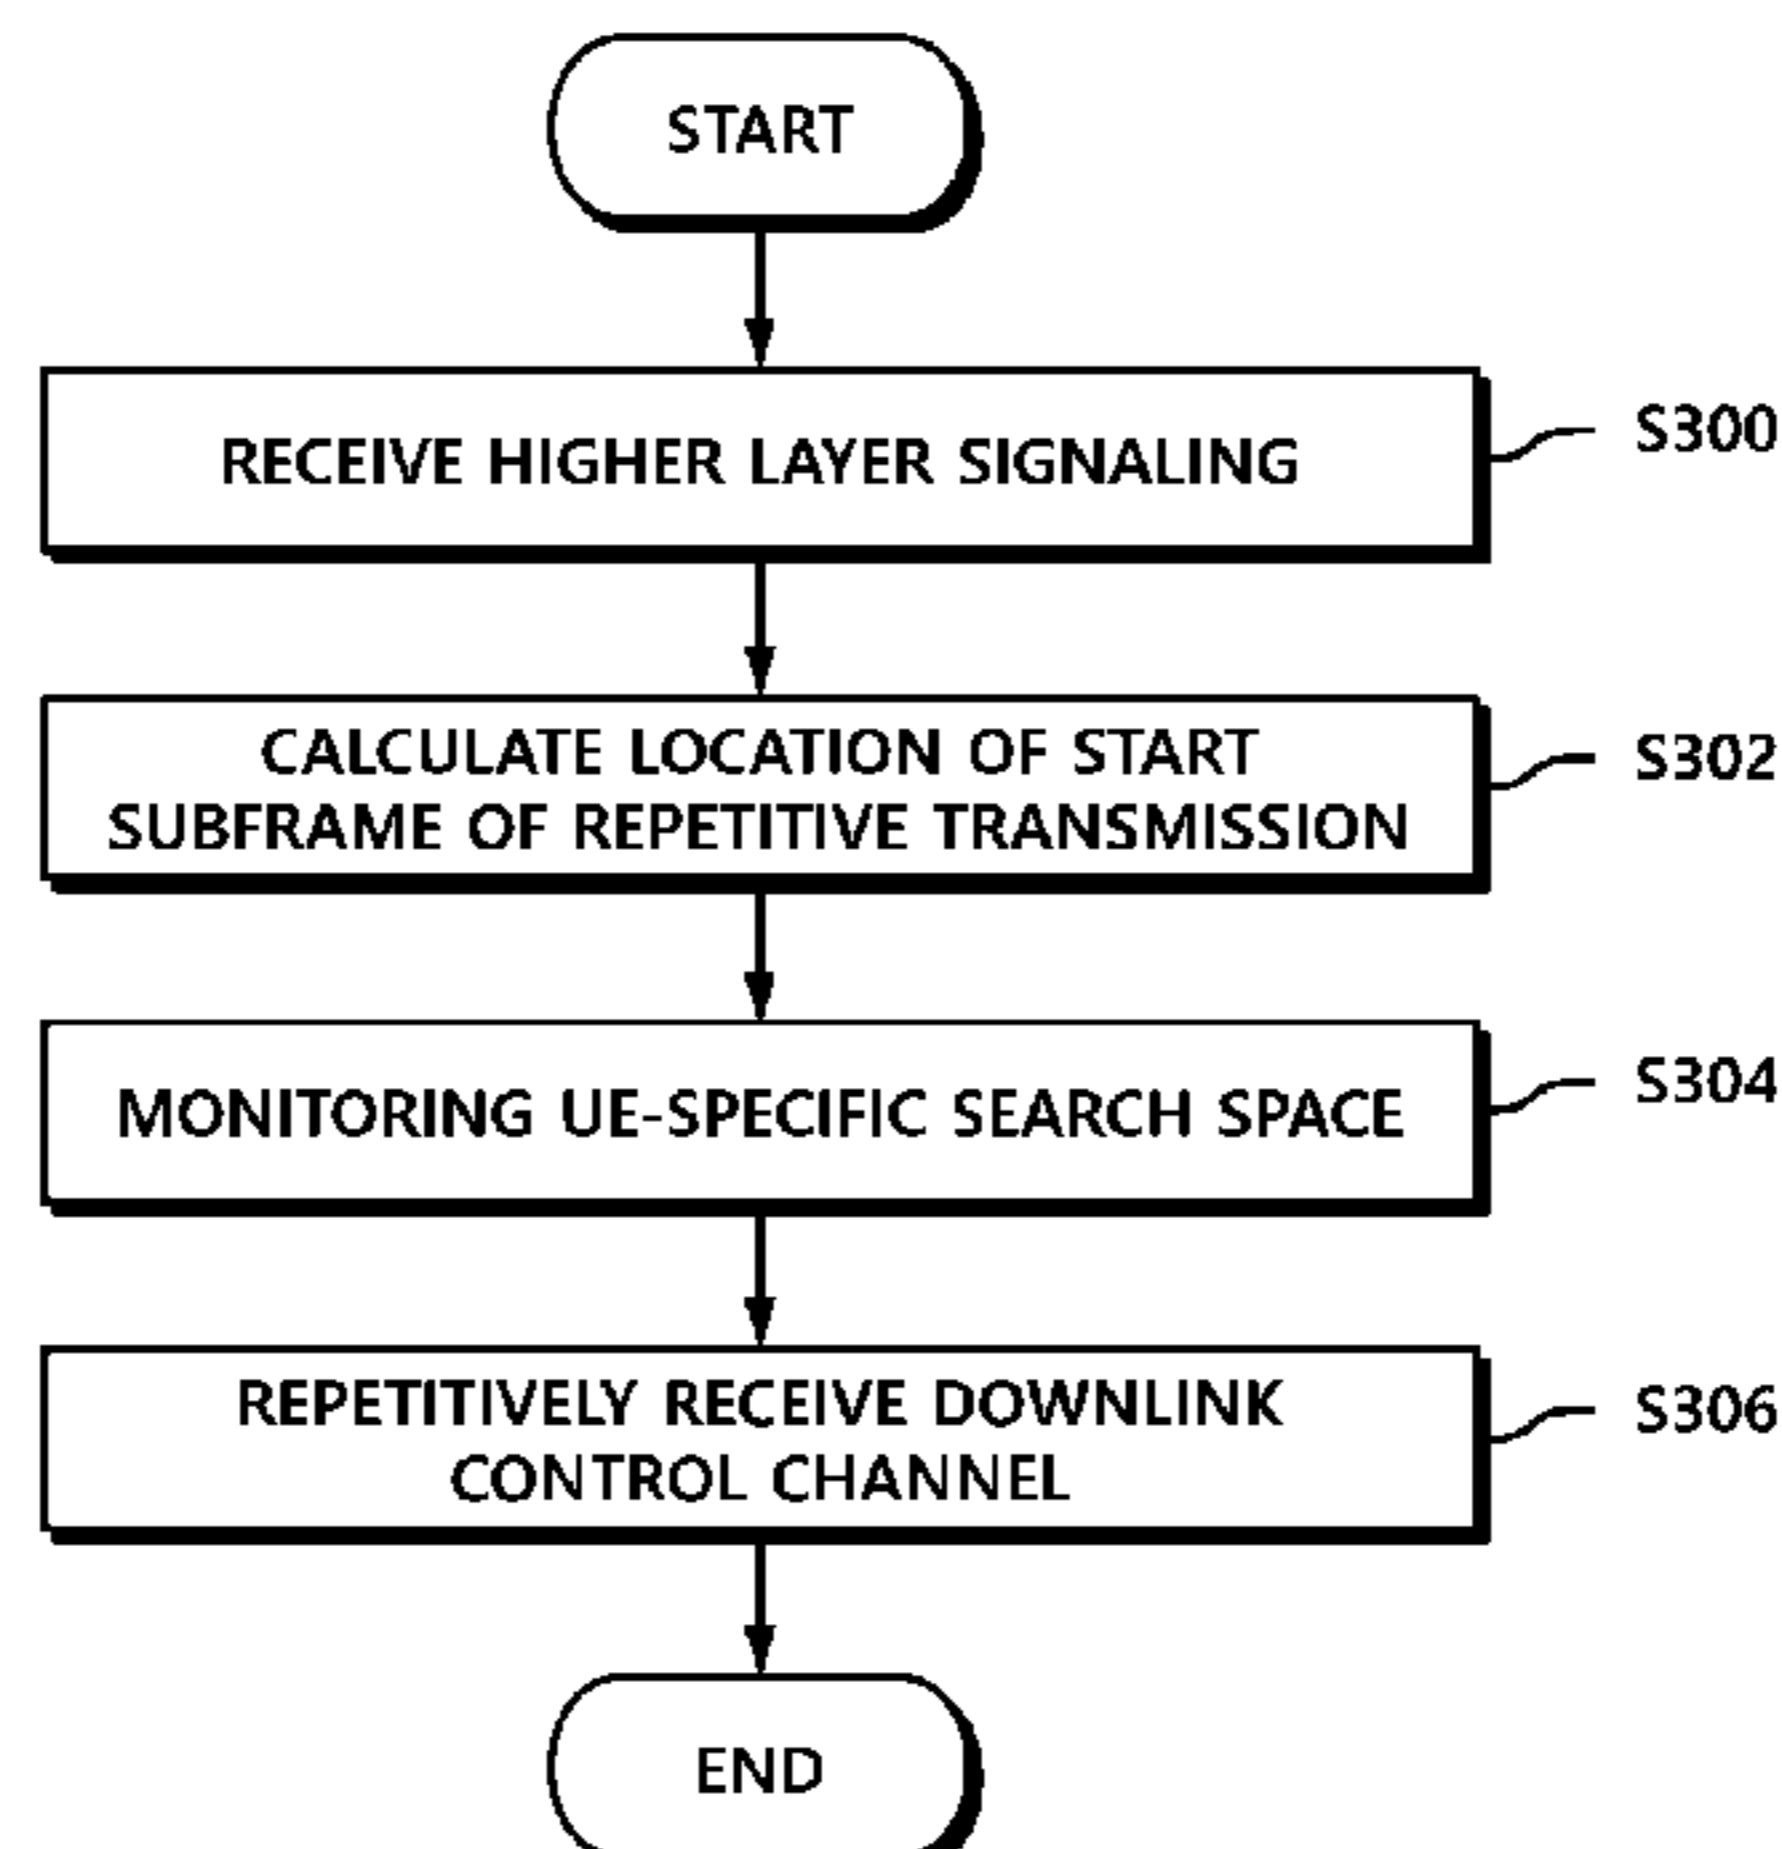 START
RECEIVE HIGHER LAYER SIGNALING
S300
CALCULATE LOCATION OF START
SUBFRAME OF REPETITIVE TRANSMISSION
S302
MONITORING UE-SPECIFIC SEARCH SPACE
S304
REPETITIVELY RECEIVE DOWNLINK
CONTROL CHANNEL
S306
END